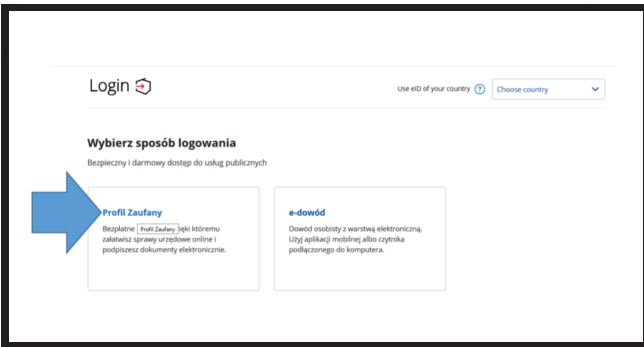 Login
Use eID of your country ? Choose country
Wybierz sposób logowania
Bezpieczny i darmowy dostęp do usług publicznych
Profil Zaufany
Bezpłatne Profil Zaufany ięki któremu
załatwisz sprawy urzędowe online i
podpiszesz dokumenty elektronicznie.
e-dowód
Dowód osobisty z warstwą elektroniczną.
Użyj aplikacji mobilnej albo czytnika
podłączonego do komputera.